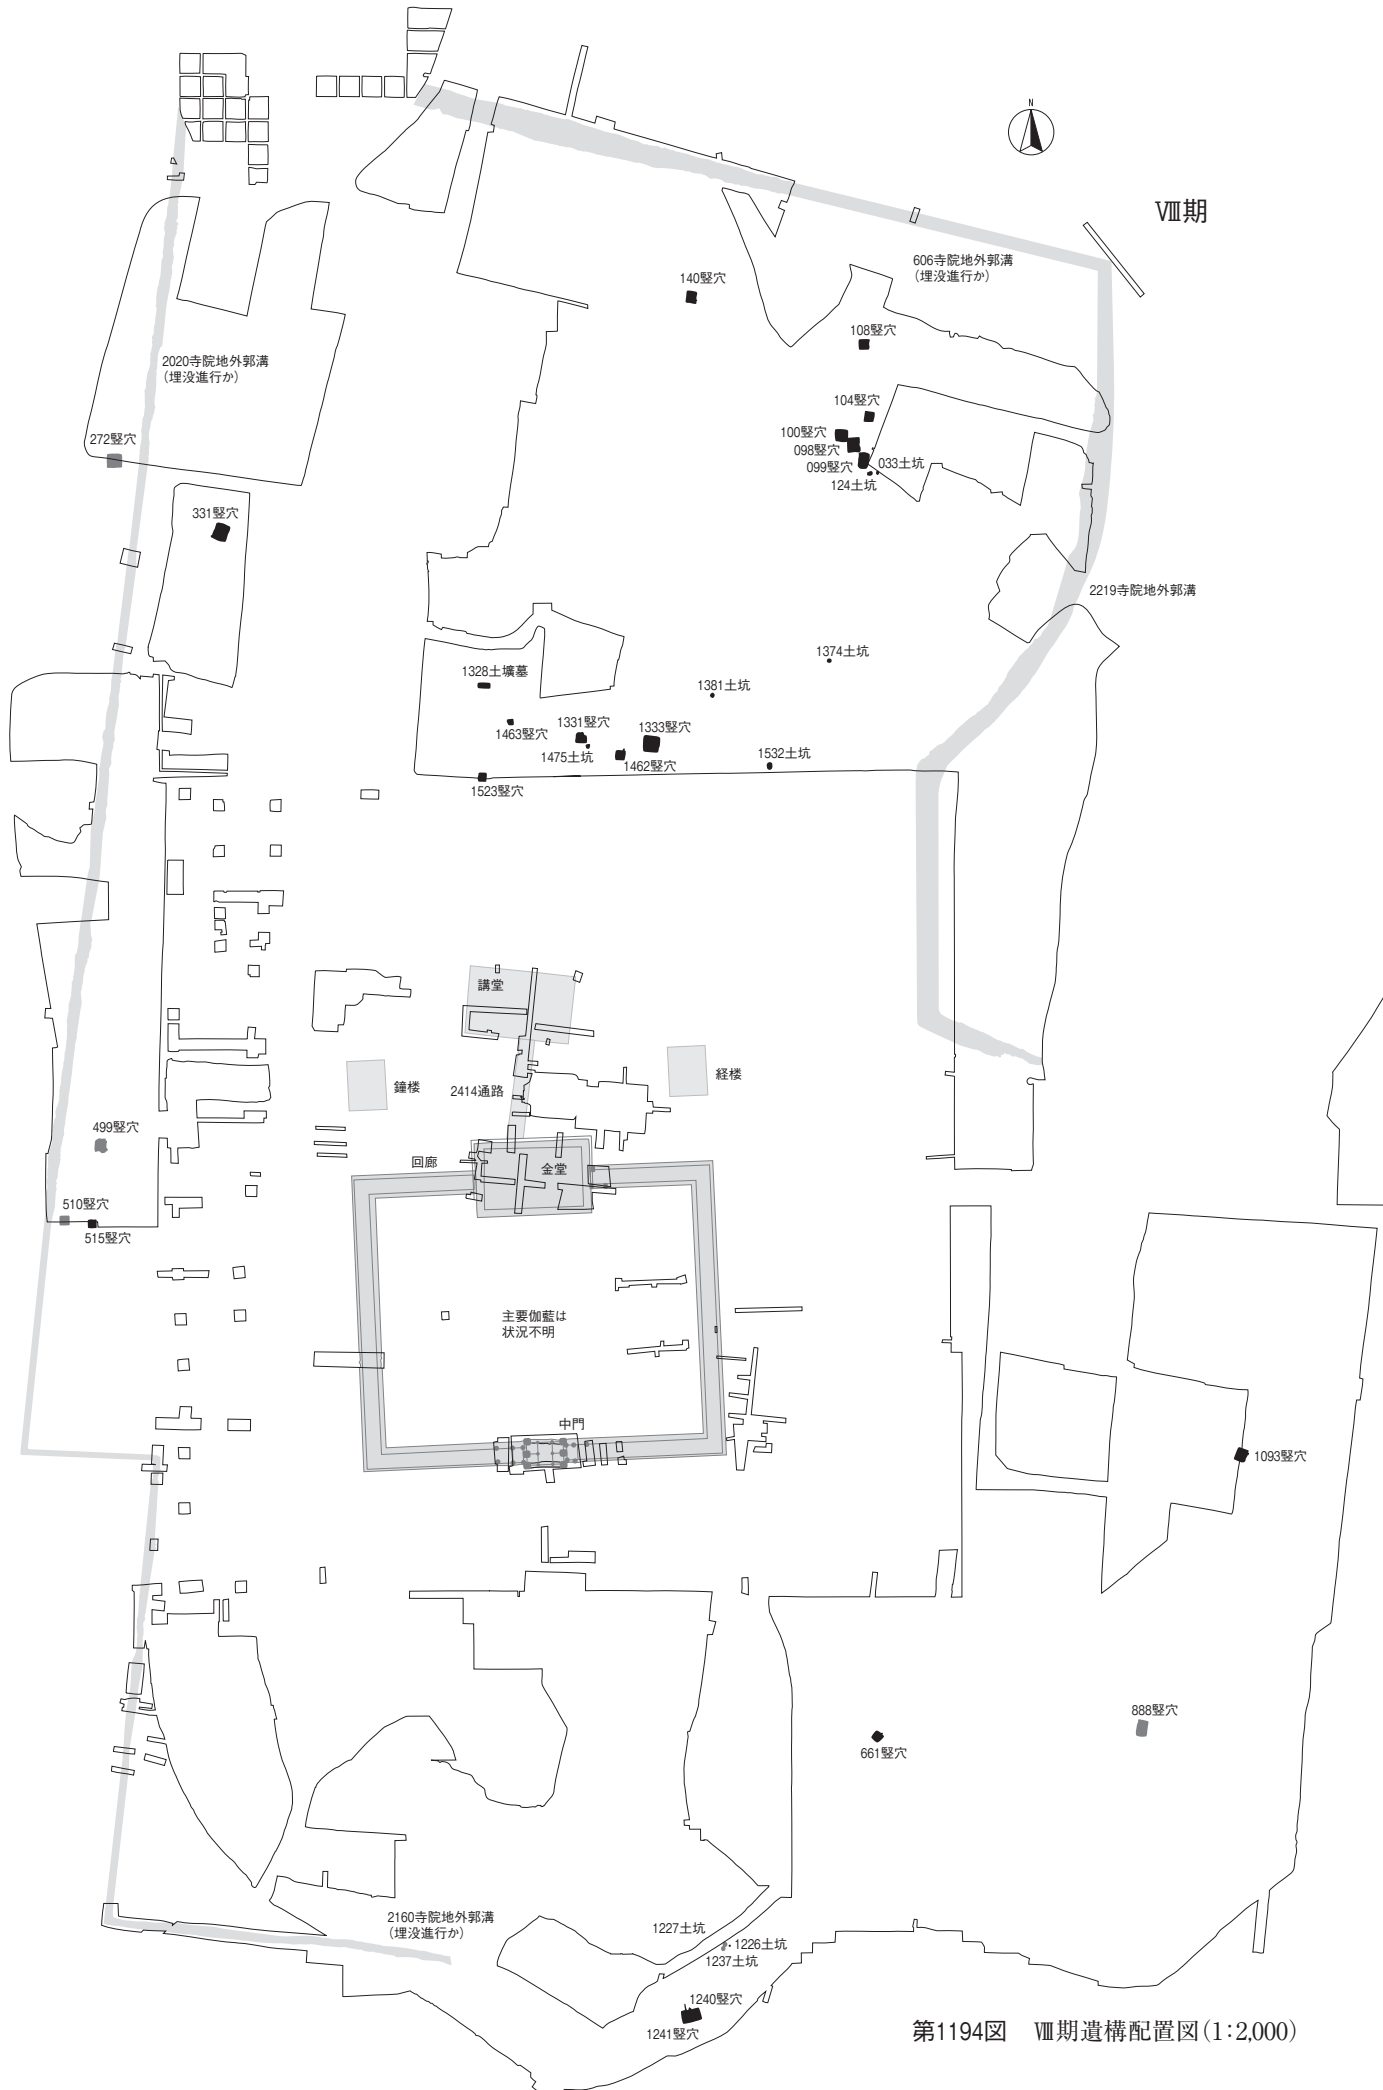 N
Ⅷ期
606寺院地外郭溝
(埋没進行か)
140竪穴
108竪穴
2020寺院地外郭溝
(埋没進行か)
104竪穴
100竪穴
272竪穴
098竪穴
099竪穴
033土坑
124土坑
331竪穴
2219寺院地外郭溝
1374土坑
1328土壙墓
1381土坑
1463竪穴
1331竪穴
1333竪穴
1475土坑
1462竪穴
1532土坑
1523竪穴
講堂
鐘楼
2414通路
経楼
499竪穴
回廊
金堂
510竪穴
515竪穴
主要伽藍は
状況不明
中門
1093竪穴
888竪穴
661竪穴
2160寺院地外郭溝
(埋没進行か)
1227土坑
1226土坑
1237土坑
1240竪穴
1241竪穴
第1194図 Ⅷ期遺構配置図(1:2,000)